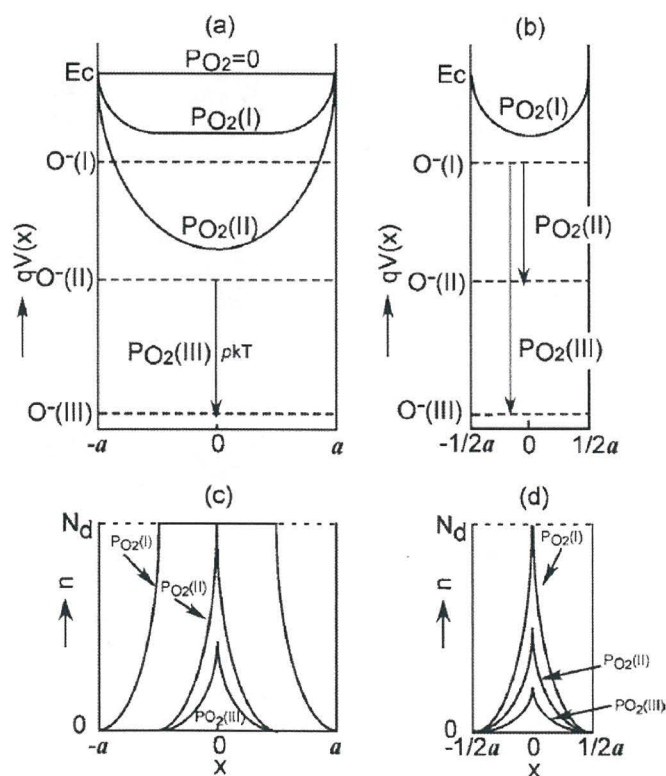 (a)
(b)
Ec
PO2=0
PO2(I)
PO2(I)
O⁻(I)
O⁻(I)
PO2(II)
PO2(II)
qV(x)
O⁻(II)
qV(x)
O⁻(II)
PO2(III) pkT
PO2(III)
O⁻(III)
O⁻(III)
-a 0 a
-1/2a 0 1/2a
(c)
(d)
Nd
Nd
PO2(I)
PO2(I)
PO2(II)
n
n
PO2(II)
PO2(III)
PO2(III)
0
0
-a 0 a
-1/2a 0 1/2a
X
X